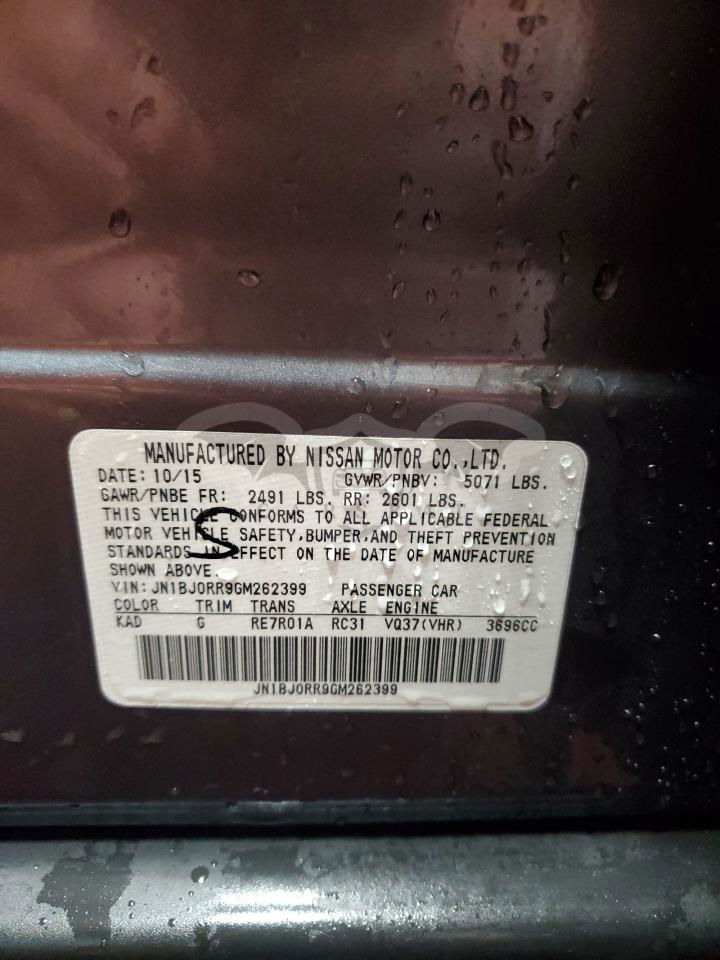 MANUFACTURED BY NISSAN MOTOR CO.,LTD.
DATE: 10/15 GVWR/PNBV: 5071 LBS.
GAWR/PNBE FR: 2491 LBS. RR: 2601 LBS.
THIS VEHICLE CONFORMS TO ALL APPLICABLE FEDERAL
MOTOR VEHICLE SAFETY,BUMPER,AND THEFT PREVENTION
STANDARDS IN EFFECT ON THE DATE OF MANUFACTURE
SHOWN ABOVE.
S
VIN: JN1BJ0RR9GM262399 PASSENGER CAR
COLOR TRIM TRANS AXLE ENGINE
KAD G RE7R01A RC31 VQ37(VHR) 3696CC
JN1BJ0RR9GM262399